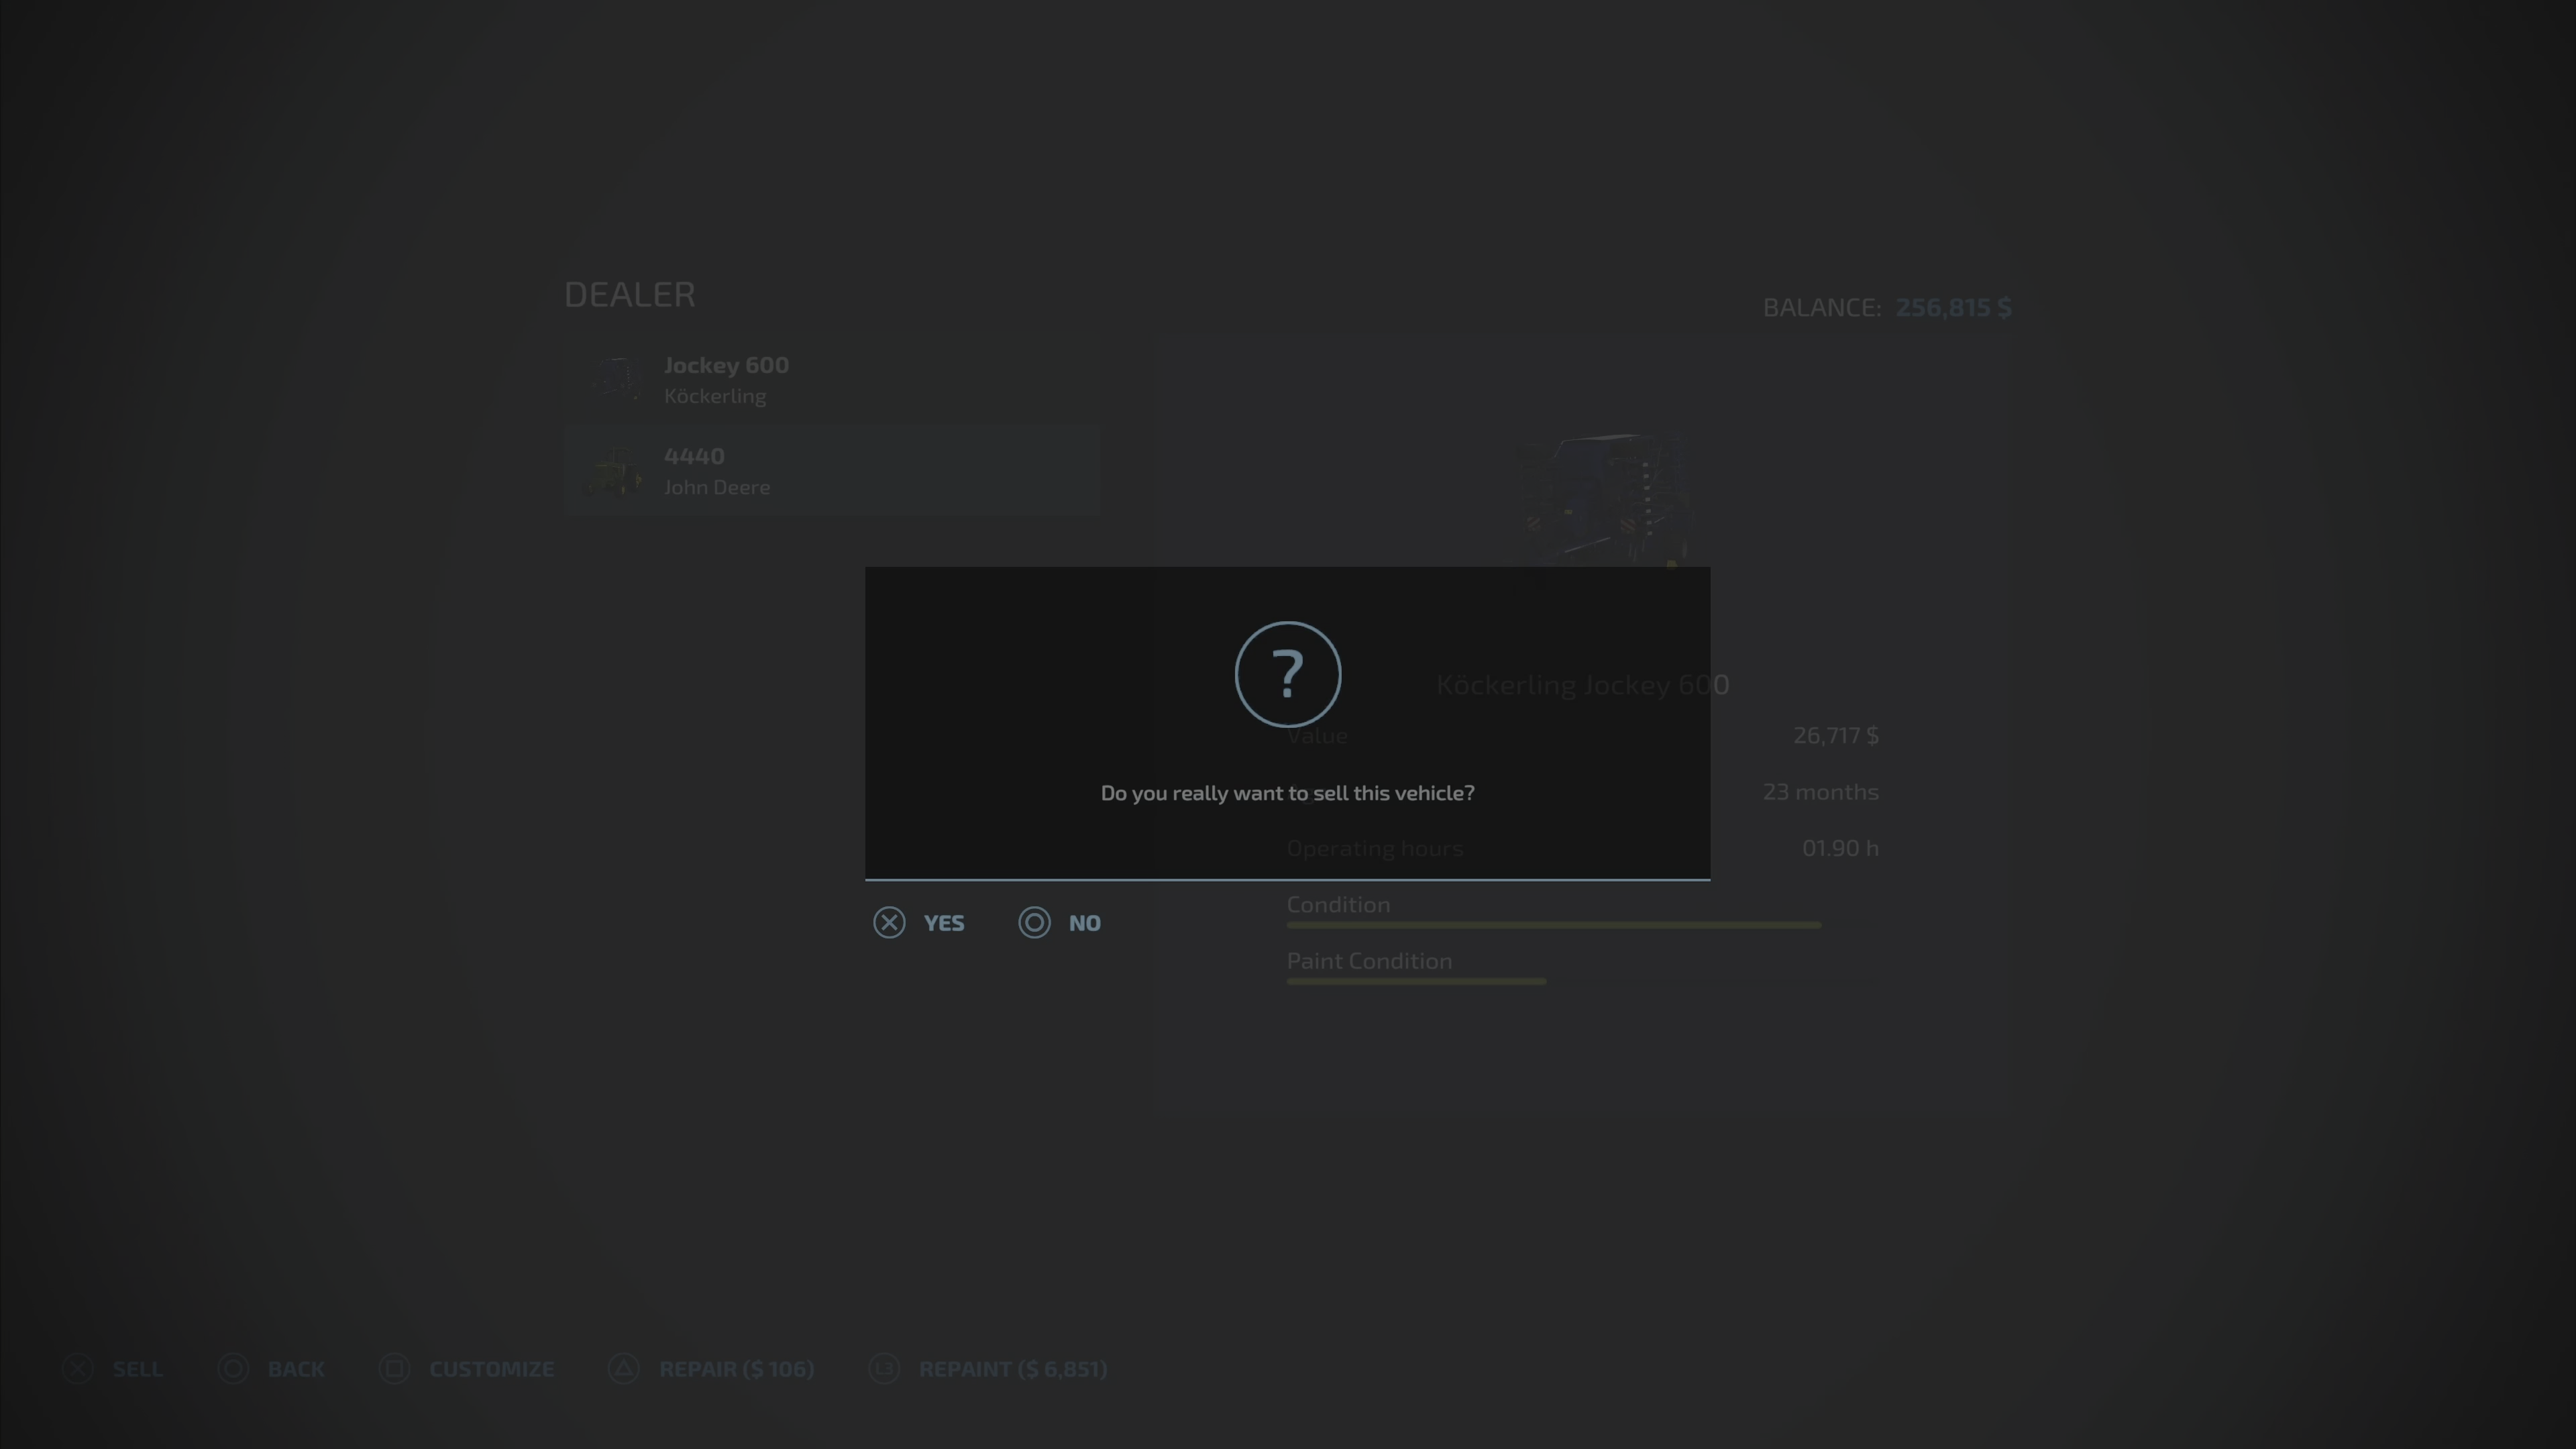 DEALER
BALANCE: 256,815 $
Jockey 600
Köckerling
4440
John Deere
?
Köckerling Jockey 600
Value 26,717 $
Do you really want to sell this vehicle?
23 months
Operating hours 01.90 h
Condition
YES NO
Paint Condition
SELL BACK CUSTOMIZE REPAIR ($ 106) L3 REPAINT ($ 6,851)